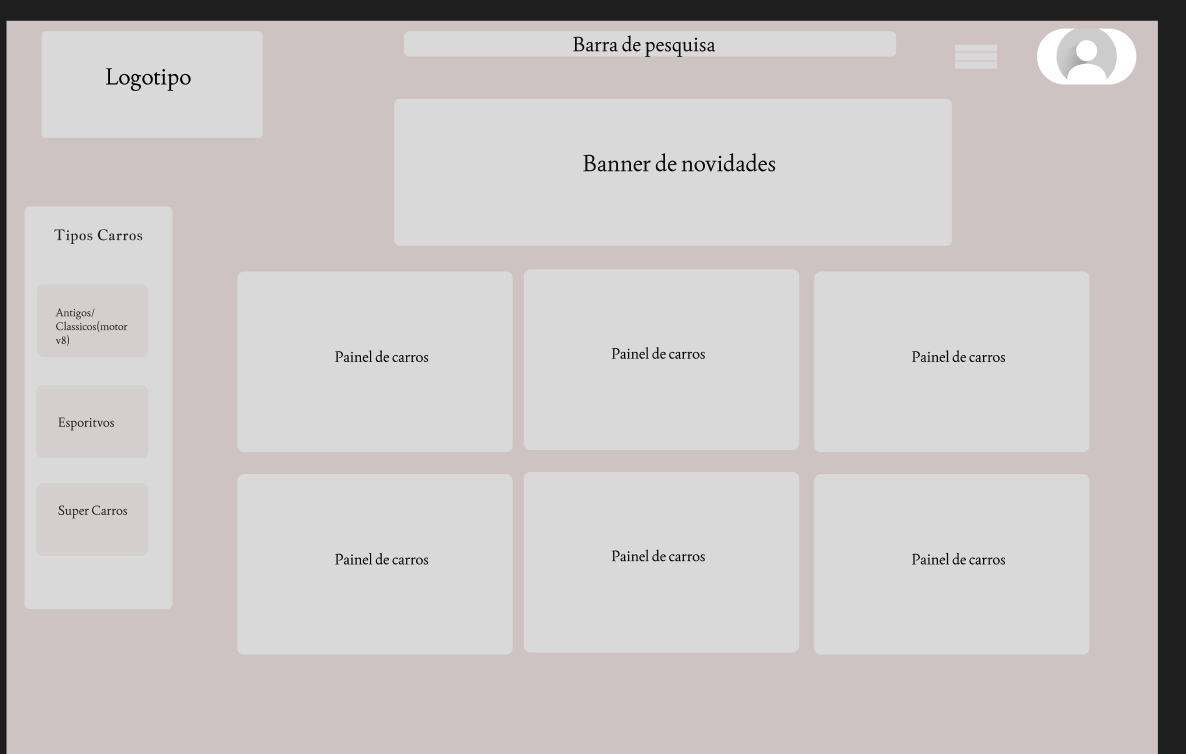 Logotipo
Barra de pesquisa
Banner de novidades
Tipos Carros
Antigos/
Classicos(motor
v8)
Esporitvos
Super Carros
Painel de carros
Painel de carros
Painel de carros
Painel de carros
Painel de carros
Painel de carros